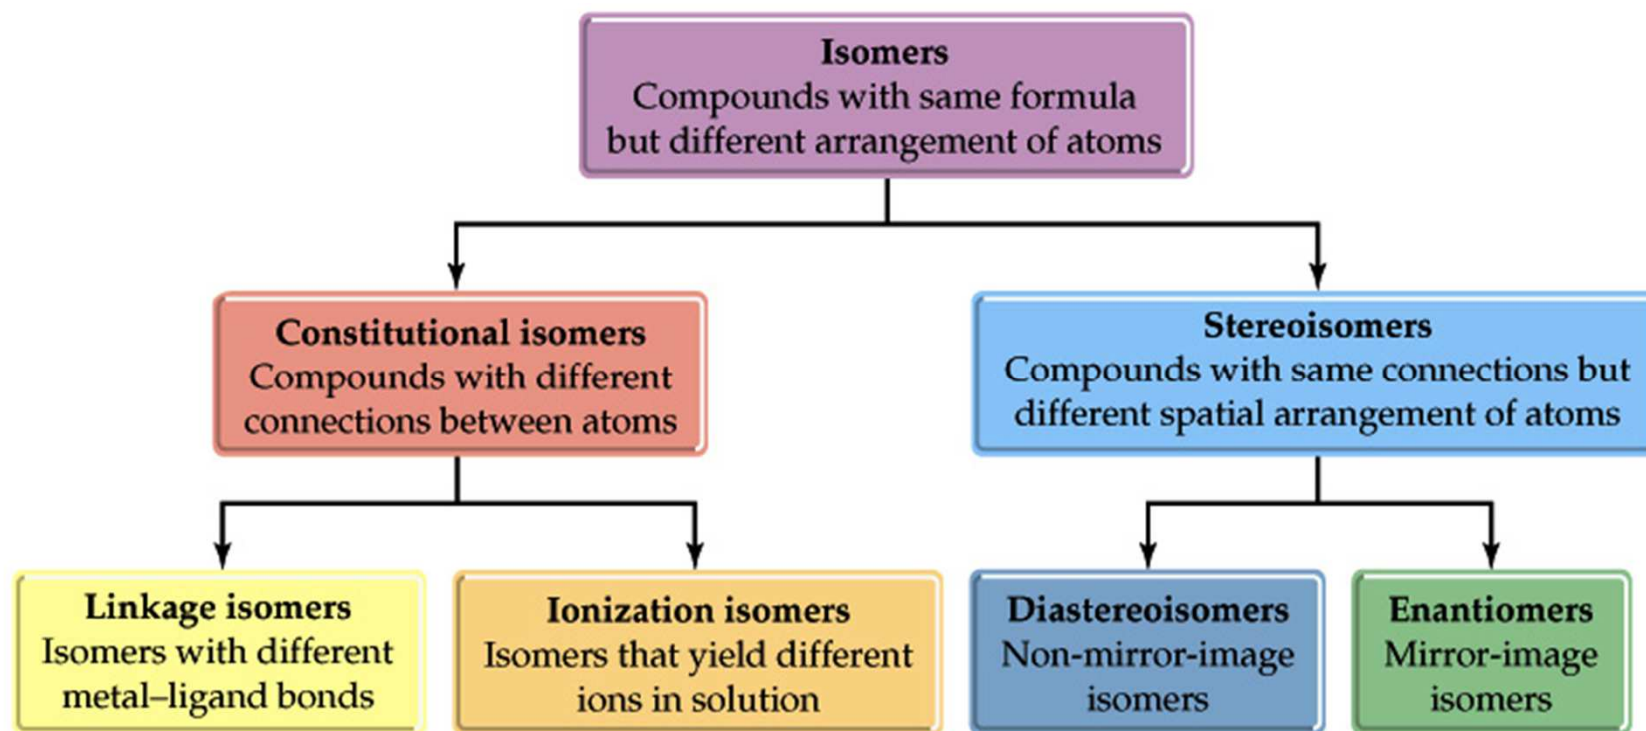 Isomers
Compounds with same formula
but different arrangement of atoms
Constitutional isomers
Compounds with different
connections between atoms
Stereoisomers
Compounds with same connections but
different spatial arrangement of atoms
Linkage isomers
Isomers with different
metal–ligand bonds
Ionization isomers
Isomers that yield different
ions in solution
Diastereoisomers
Non-mirror-image
isomers
Enantiomers
Mirror-image
isomers